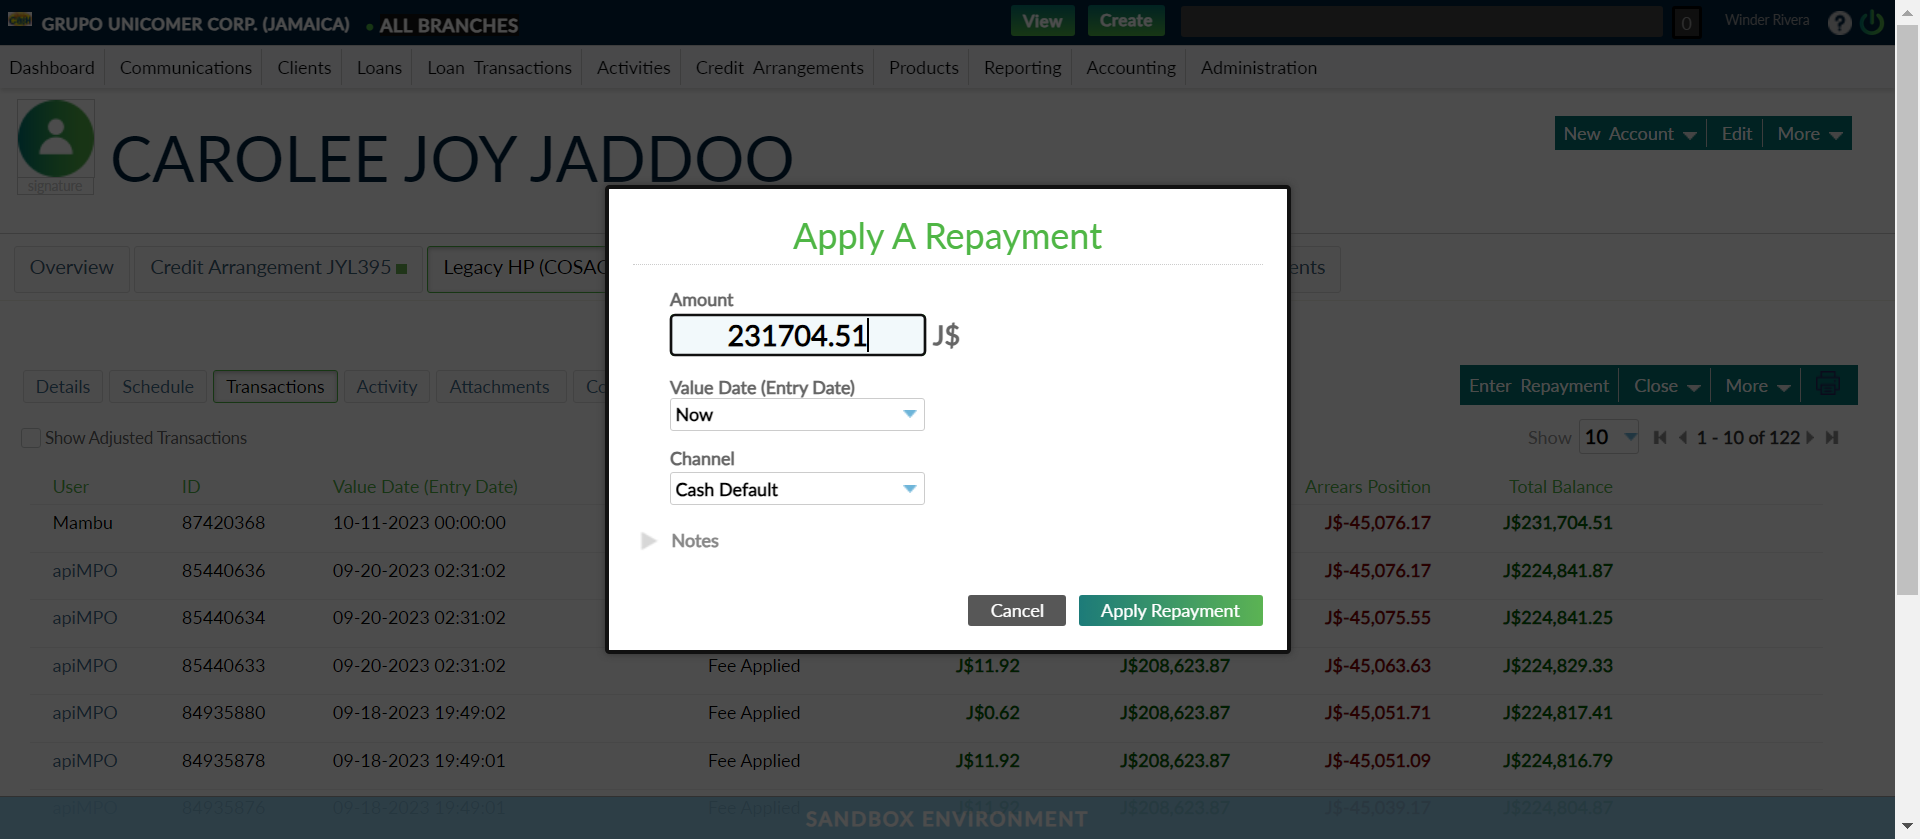 GRUPO UNICOMER CORP. (JAMAICA) • ALL BRANCHES View Create 0 Winder Rivera ?
Dashboard Communications Clients Loans Loan Transactions Activities Credit Arrangements Products Reporting Accounting Administration
signature
CAROLEE JOY JADDOO
New Account Edit More
Overview Credit Arrangement JYL395 Legacy HP (COSAC ents
Apply A Repayment
Amount
231704.51 J$
Value Date (Entry Date)
Now
Channel
Cash Default
Notes
Cancel Apply Repayment
Details Schedule Transactions Activity Attachments Co
Enter Repayment Close More
Show Adjusted Transactions
Show 10 1 - 10 of 122
User ID Value Date (Entry Date) Arrears Position Total Balance
Mambu 87420368 10-11-2023 00:00:00 J$-45,076.17 J$231,704.51
apiMPO 85440636 09-20-2023 02:31:02 J$-45,076.17 J$224,841.87
apiMPO 85440634 09-20-2023 02:31:02 J$-45,075.55 J$224,841.25
apiMPO 85440633 09-20-2023 02:31:02 Fee Applied J$11.92 J$208,623.87 J$-45,063.63 J$224,829.33
apiMPO 84935880 09-18-2023 19:49:02 Fee Applied J$0.62 J$208,623.87 J$-45,051.71 J$224,817.41
apiMPO 84935878 09-18-2023 19:49:01 Fee Applied J$11.92 J$208,623.87 J$-45,051.09 J$224,816.79
apiMPO 84935876 09-18-2023 19:49:01 Fee Applied J$11.92 J$208,623.87 J$-45,039.17 J$224,804.87
SANDBOX ENVIRONMENT